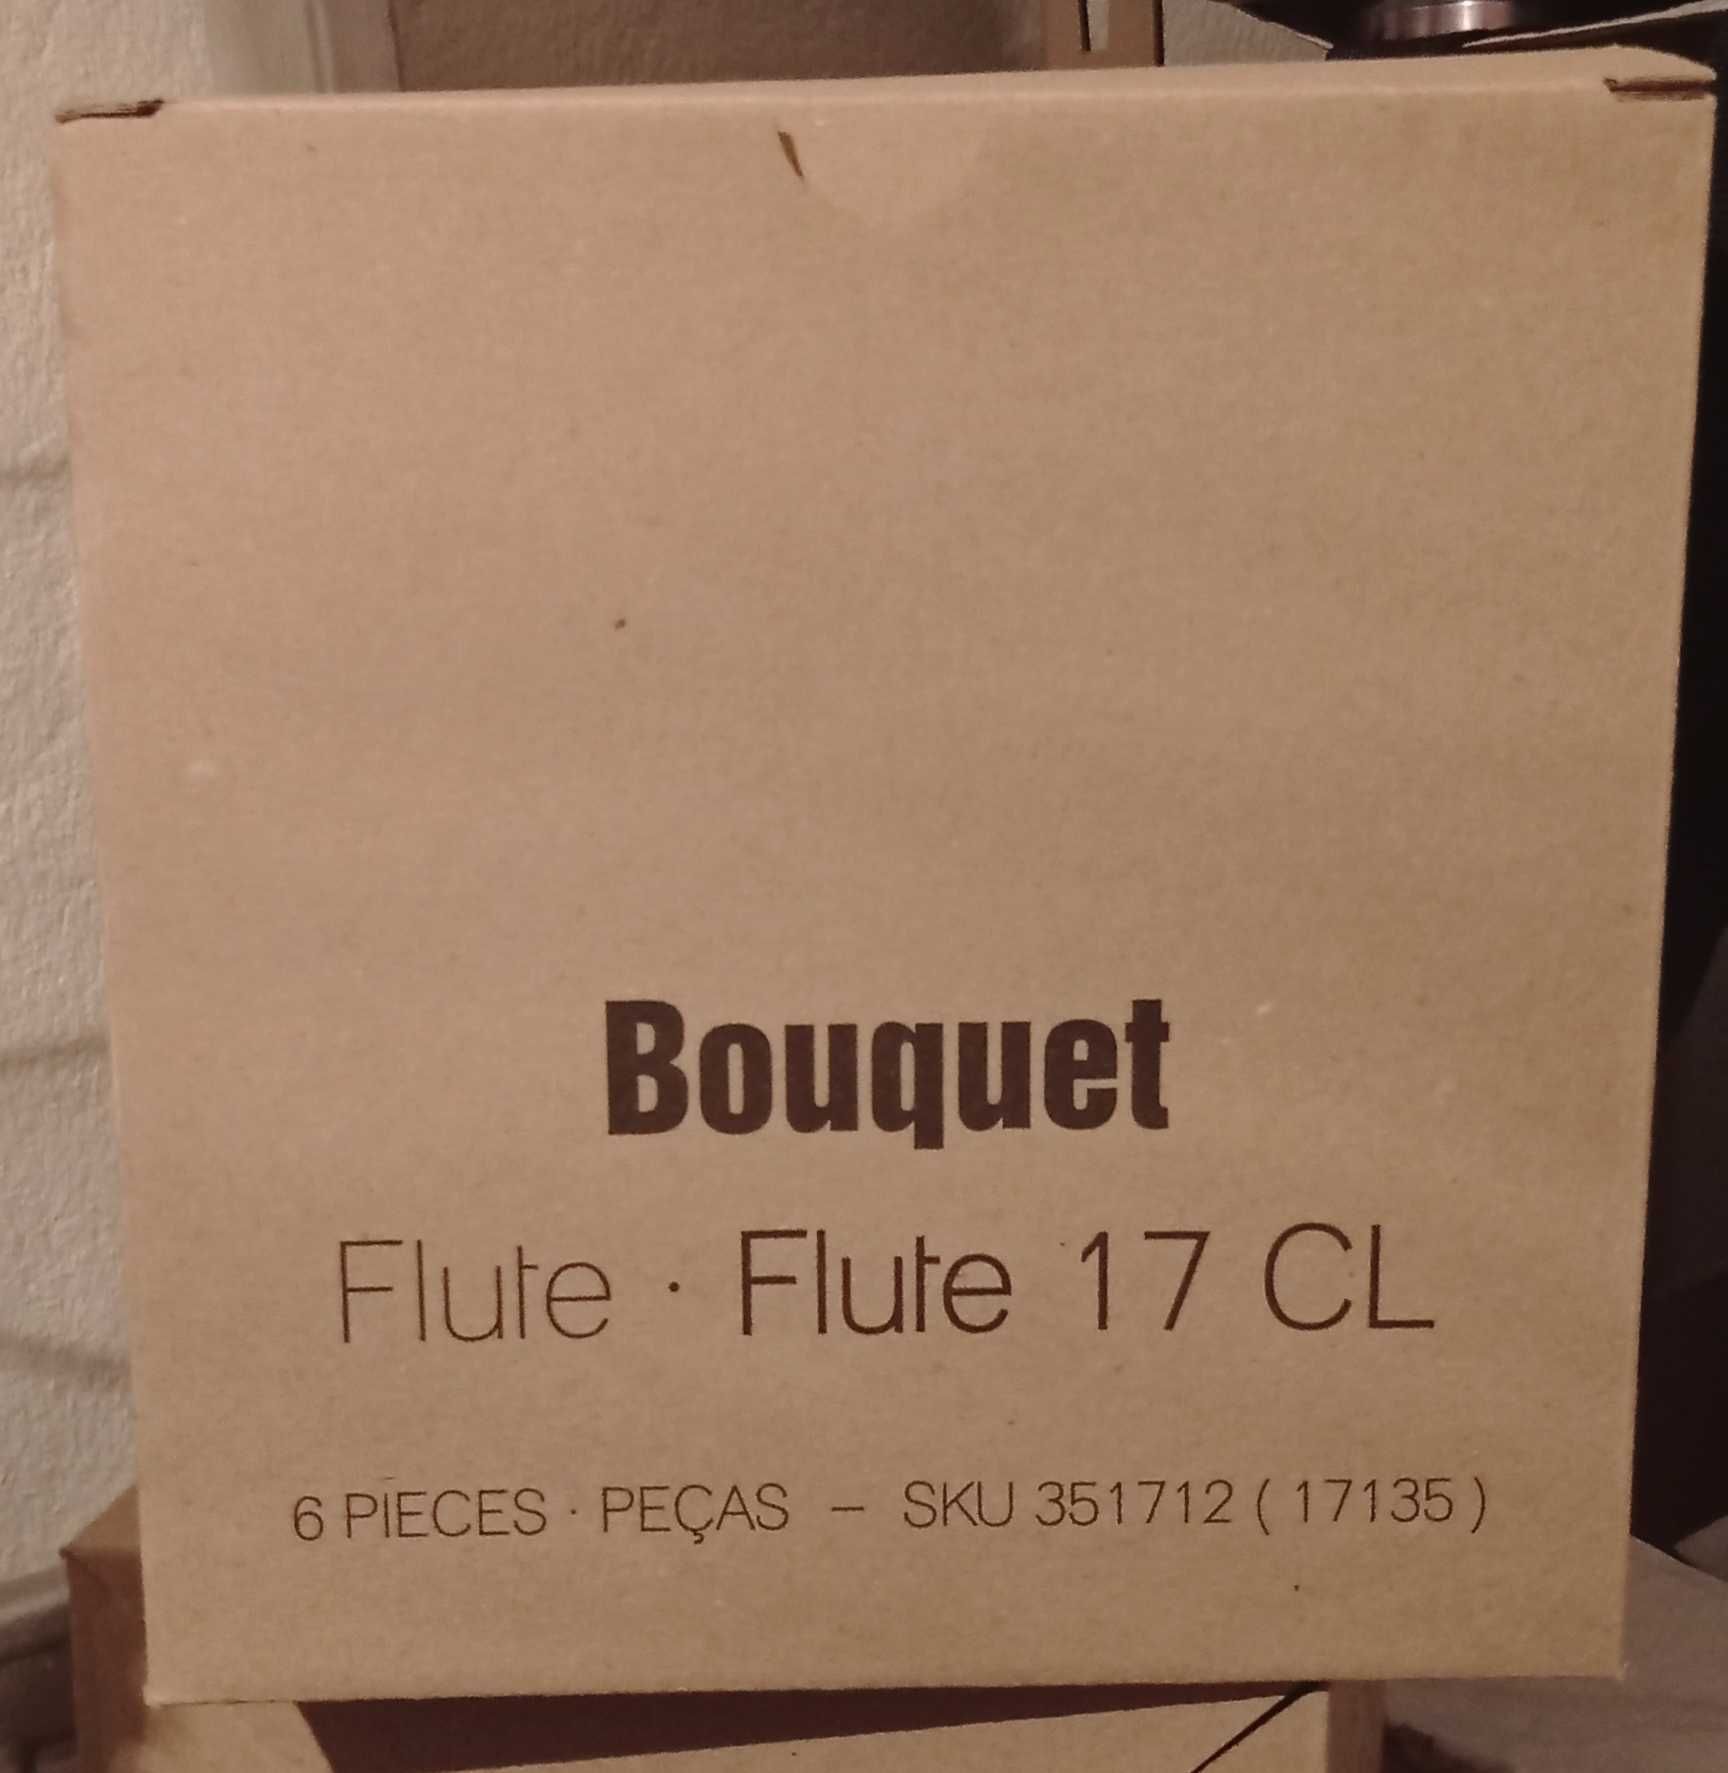 Bouquet
Flute · Flute 17 CL
6 PIECES · PEÇAS – SKU 351712 ( 17135 )